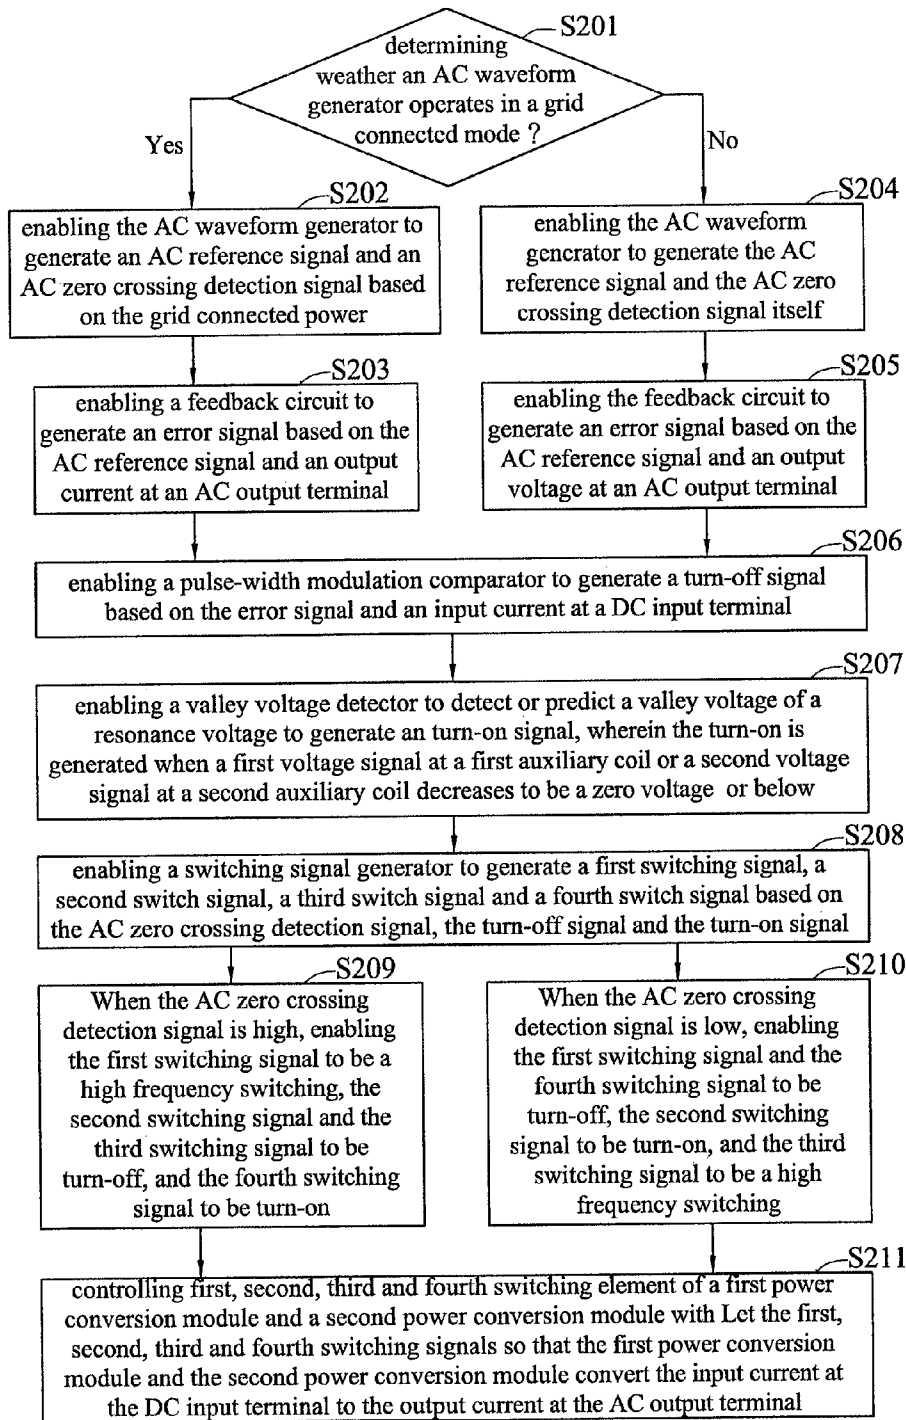 S201
determining
weather an AC waveform
generator operates in a grid
connected mode ?
Yes
No
S202
enabling the AC waveform generator to
generate an AC reference signal and an
AC zero crossing detection signal based
on the grid connected power
S204
enabling the AC waveform
generator to generate the AC
reference signal and the AC zero
crossing detection signal itself
S203
enabling a feedback circuit to
generate an error signal based on the
AC reference signal and an output
current at an AC output terminal
S205
enabling the feedback circuit to
generate an error signal based on the
AC reference signal and an output
voltage at an AC output terminal
S206
enabling a pulse-width modulation comparator to generate a turn-off signal
based on the error signal and an input current at a DC input terminal
S207
enabling a valley voltage detector to detect or predict a valley voltage of a
resonance voltage to generate an turn-on signal, wherein the turn-on is
generated when a first voltage signal at a first auxiliary coil or a second voltage
signal at a second auxiliary coil decreases to be a zero voltage or below
S208
enabling a switching signal generator to generate a first switching signal, a
second switch signal, a third switch signal and a fourth switch signal based on
the AC zero crossing detection signal, the turn-off signal and the turn-on signal
S209
When the AC zero crossing
detection signal is high, enabling
the first switching signal to be a
high frequency switching, the
second switching signal and the
third switching signal to be
turn-off, and the fourth switching
signal to be turn-on
S210
When the AC zero crossing
detection signal is low, enabling
the first switching signal and the
fourth switching signal to be
turn-off, the second switching
signal to be turn-on, and the third
switching signal to be a high
frequency switching
S211
controlling first, second, third and fourth switching element of a first power
conversion module and a second power conversion module with Let the first,
second, third and fourth switching signals so that the first power conversion
module and the second power conversion module convert the input current at
the DC input terminal to the output current at the AC output terminal